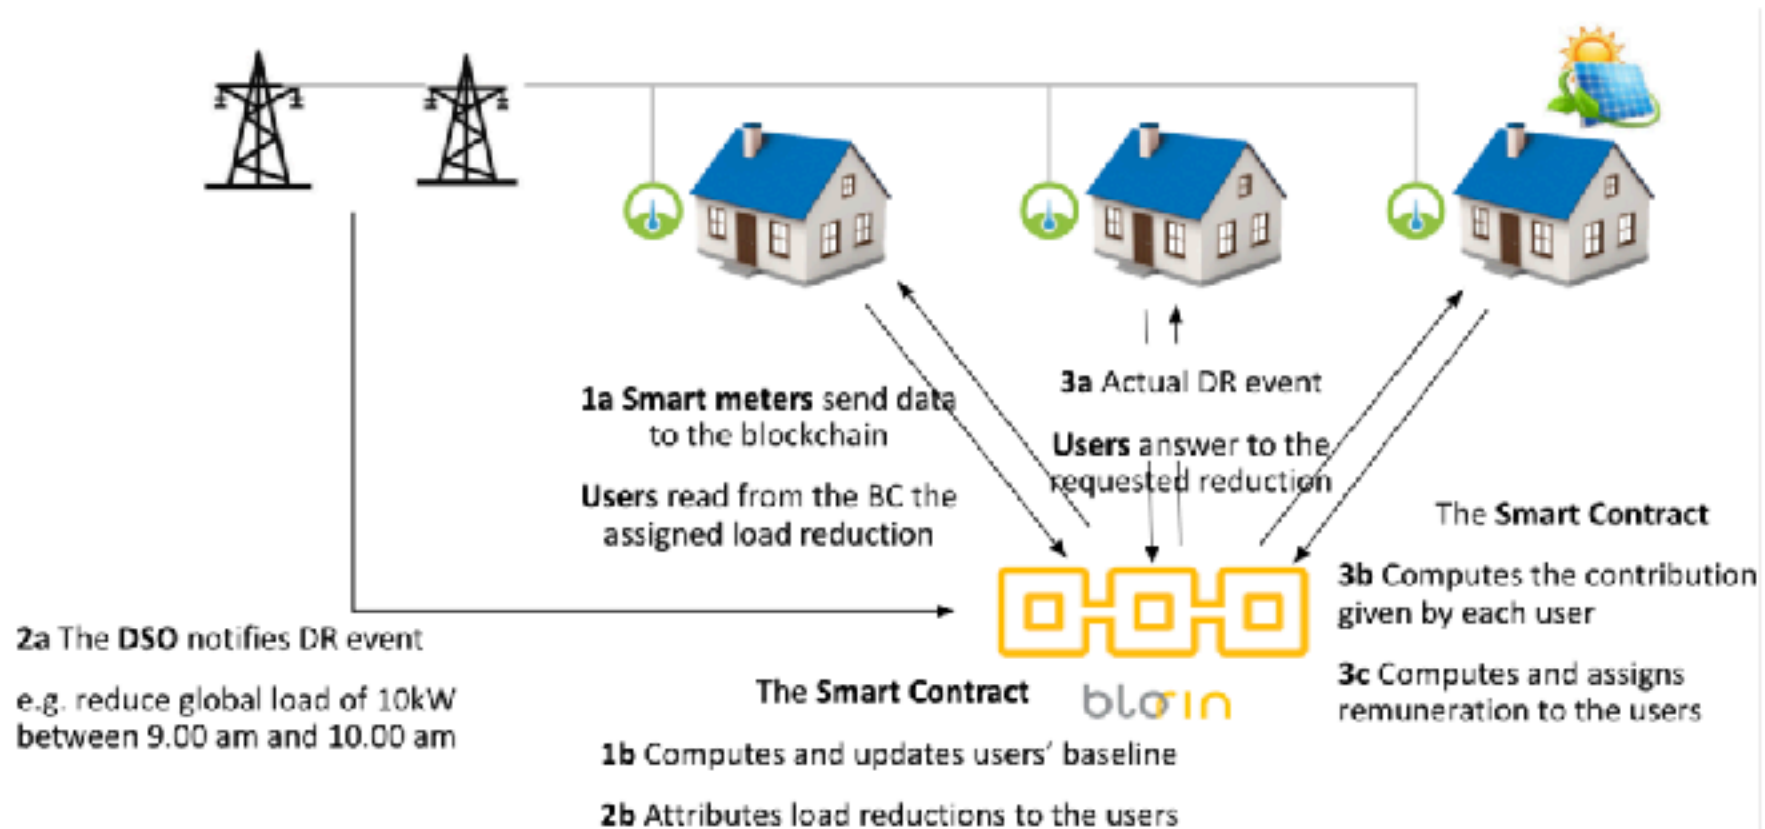 1a Smart meters send data
to the blockchain
Users read from the BC the
assigned load reduction
3a Actual DR event
Users answer to the
requested reduction
The Smart Contract
3b Computes the contribution
given by each user
3c Computes and assigns
remuneration to the users
2a The DSO notifies DR event
e.g. reduce global load of 10kW
between 9.00 am and 10.00 am
The Smart Contract
blorin
1b Computes and updates users' baseline
2b Attributes load reductions to the users